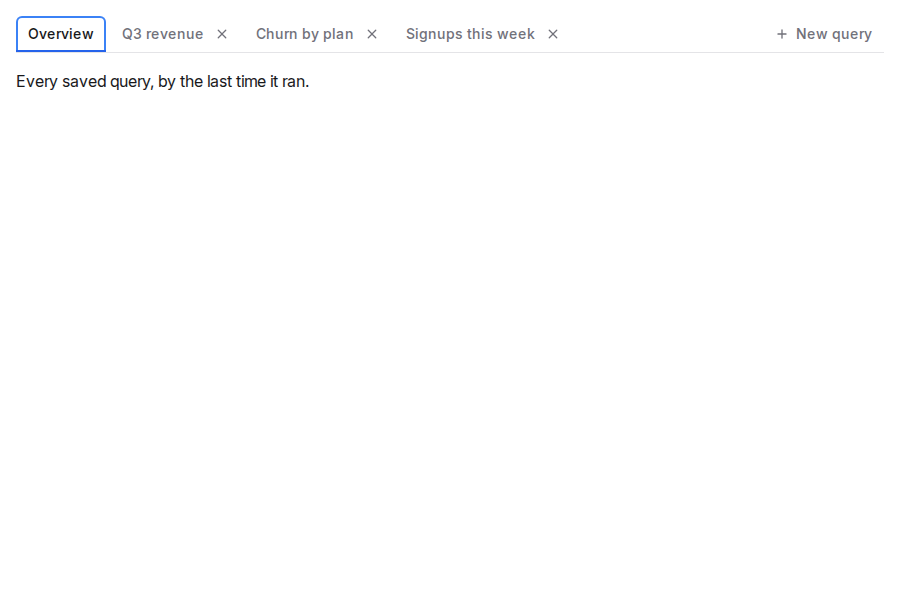 Overview
Q3 revenue
Churn by plan
Signups this week
New query
Every saved query, by the last time it ran.